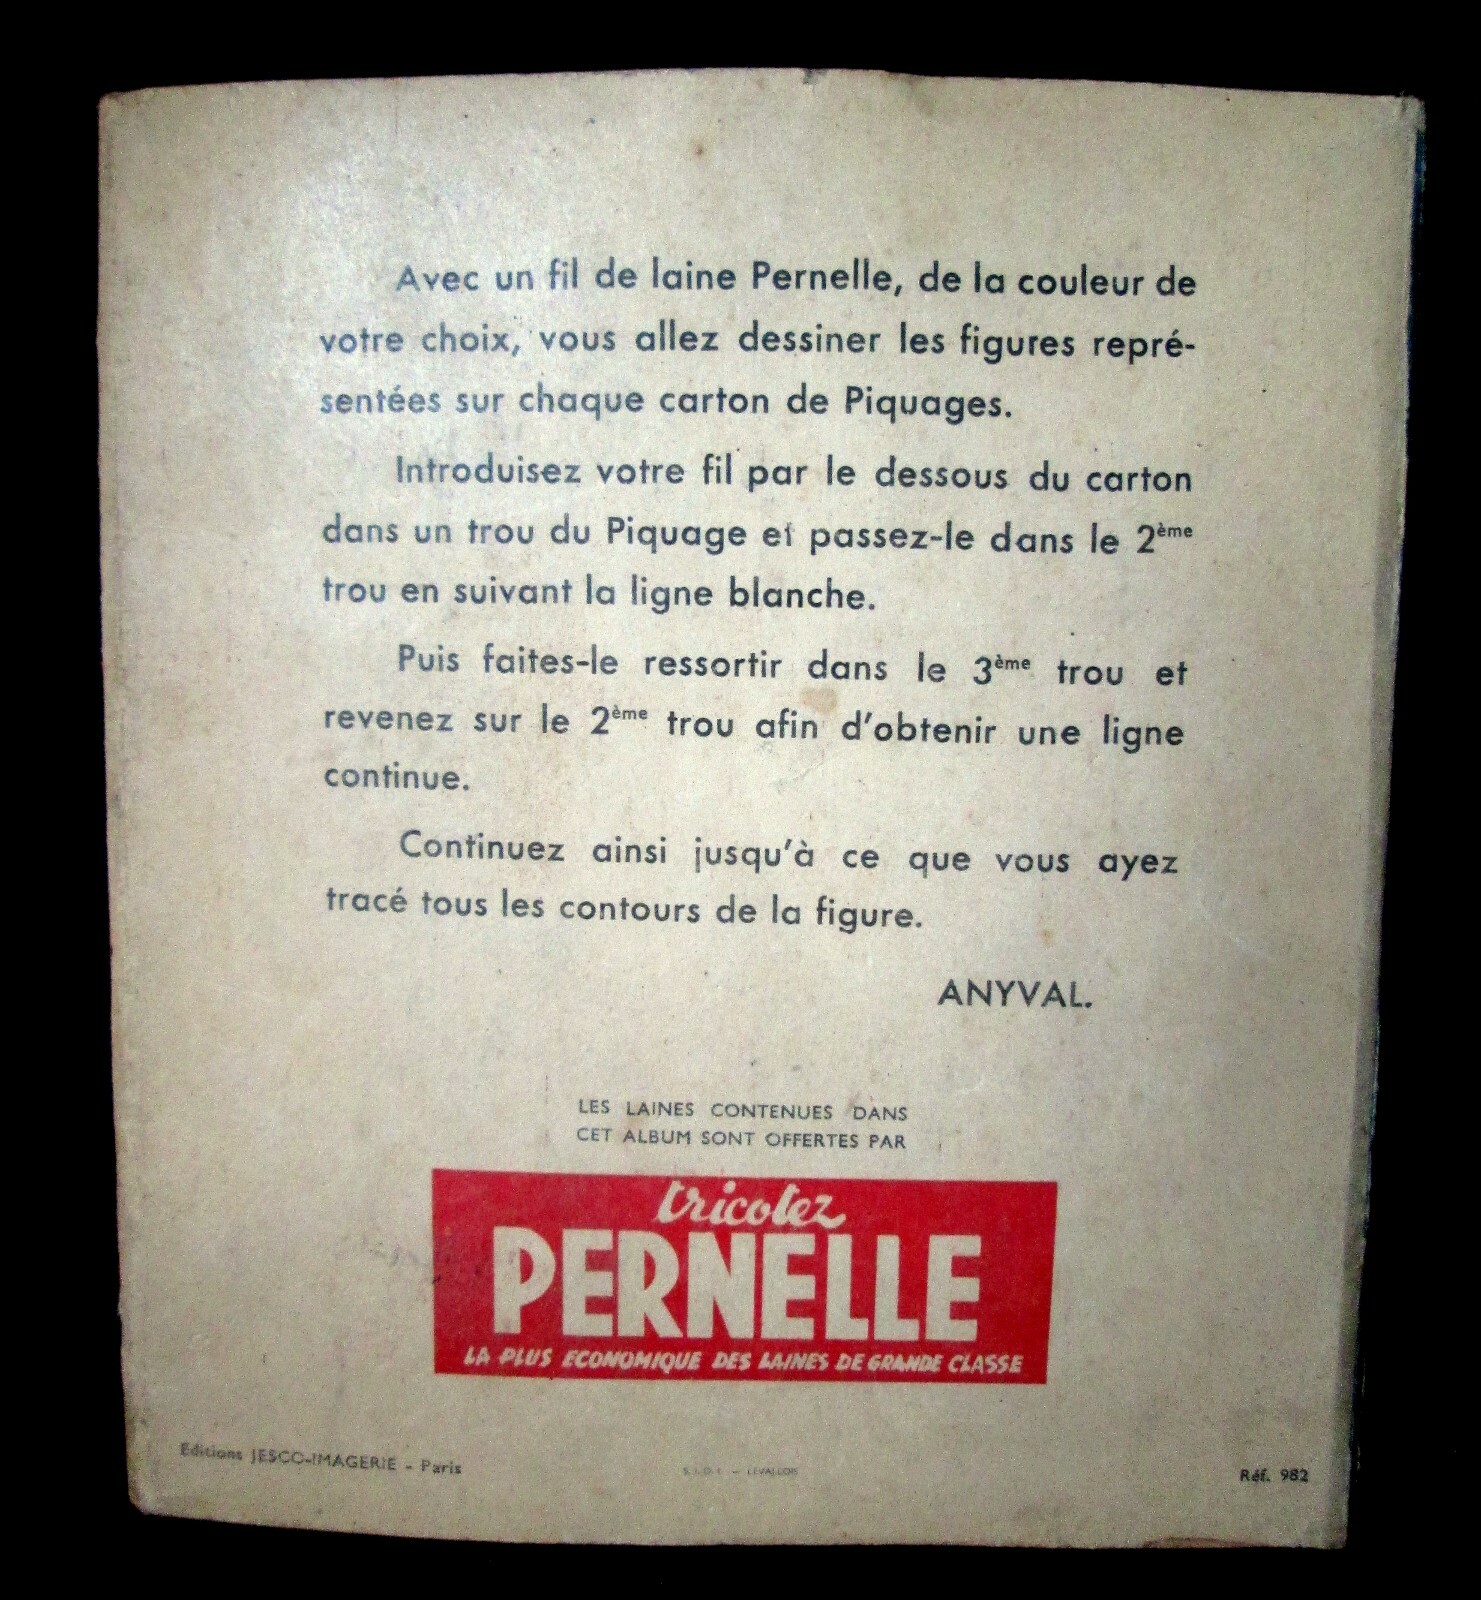 Avec un fil de laine Pernelle, de la couleur de
votre choix, vous allez dessiner les figures repré-
sentées sur chaque carton de Piquages.
Introduisez votre fil par le dessous du carton
dans un trou du Piquage et passez-le dans le 2ème
trou en suivant la ligne blanche.
Puis faites-le ressortir dans le 3ème trou et
revenez sur le 2ème trou afin d'obtenir une ligne
continue.
Continuez ainsi jusqu'à ce que vous ayez
tracé tous les contours de la figure.
ANYVAL.
LES LAINES CONTENUES DANS
CET ALBUM SONT OFFERTES PAR
tricotez
PERNELLE
LA PLUS ECONOMIQUE DES LAINES DE GRANDE CLASSE
Editions JESCO-IMAGERIE - Paris
— LEVALLOIS
Réf. 982